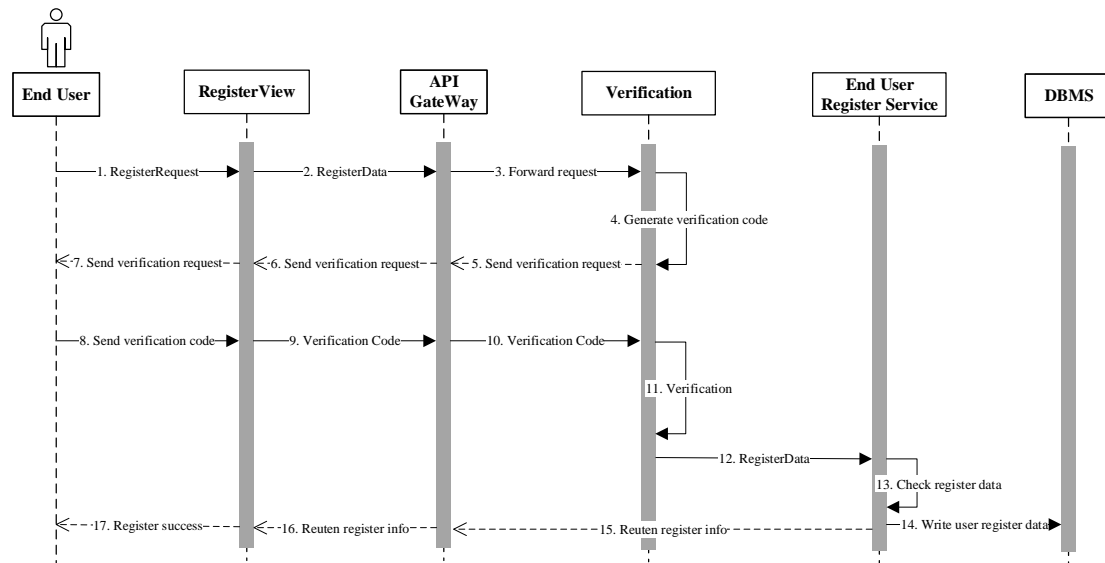 End User
RegisterView
API
GateWay
Verification
End User
Register Service
DBMS
1. RegisterRequest
2. RegisterData
3. Forward request
4. Generate verification code
7. Send verification request
6. Send verification request
5. Send verification request
8. Send verification code
9. Verification Code
10. Verification Code
11. Verification
12. RegisterData
13. Check register data
17. Register success
16. Reuten register info
15. Reuten register info
14. Write user register data